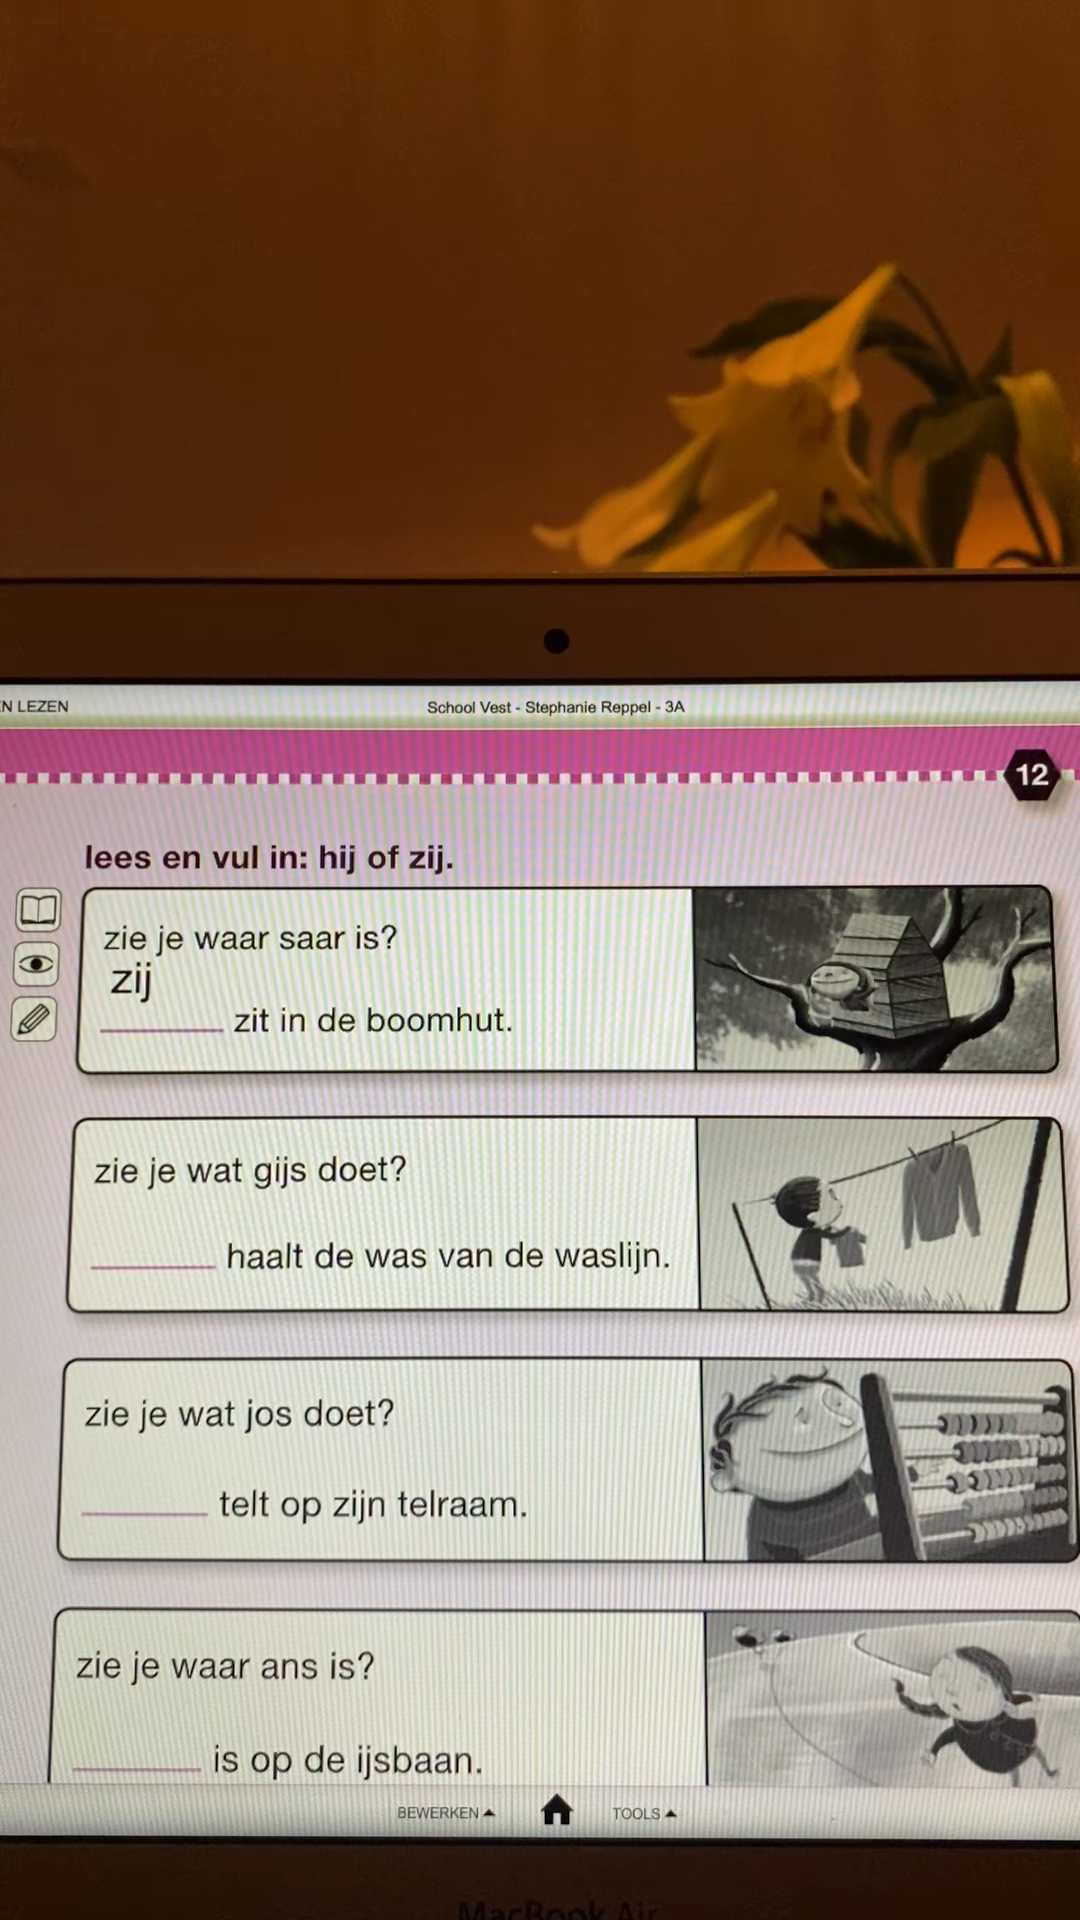 N LEZEN
School Vest - Stephanie Reppel - 3A
12
lees en vul in: hij of zij.
zie je waar saar is?
zij
zit in de boomhut.
zie je wat gijs doet?
haalt de was van de waslijn.
zie je wat jos doet?
telt op zijn telraam.
zie je waar ans is?
is op de ijsbaan.
BEWERKEN
TOOLS
MacBook Air